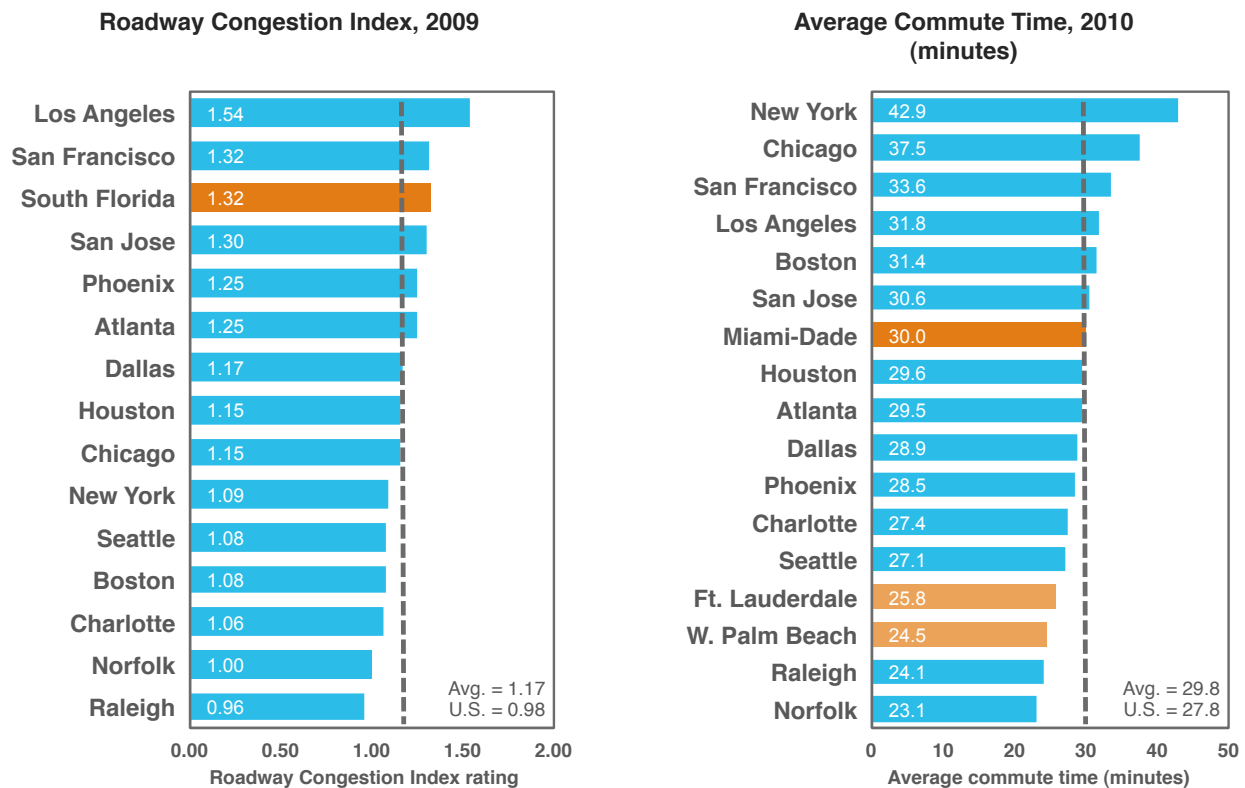 Roadway Congestion Index, 2009
Los Angeles 1.54
San Francisco 1.32
South Florida 1.32
San Jose 1.30
Phoenix 1.25
Atlanta 1.25
Dallas 1.17
Houston 1.15
Chicago 1.15
New York 1.09
Seattle 1.08
Boston 1.08
Charlotte 1.06
Norfolk 1.00
Raleigh 0.96
Avg. = 1.17
U.S. = 0.98
0.00 0.50 1.00 1.50 2.00
Roadway Congestion Index rating
Average Commute Time, 2010
(minutes)
New York 42.9
Chicago 37.5
San Francisco 33.6
Los Angeles 31.8
Boston 31.4
San Jose 30.6
Miami-Dade 30.0
Houston 29.6
Atlanta 29.5
Dallas 28.9
Phoenix 28.5
Charlotte 27.4
Seattle 27.1
Ft. Lauderdale 25.8
W. Palm Beach 24.5
Raleigh 24.1
Norfolk 23.1
Avg. = 29.8
U.S. = 27.8
0 10 20 30 40 50
Average commute time (minutes)